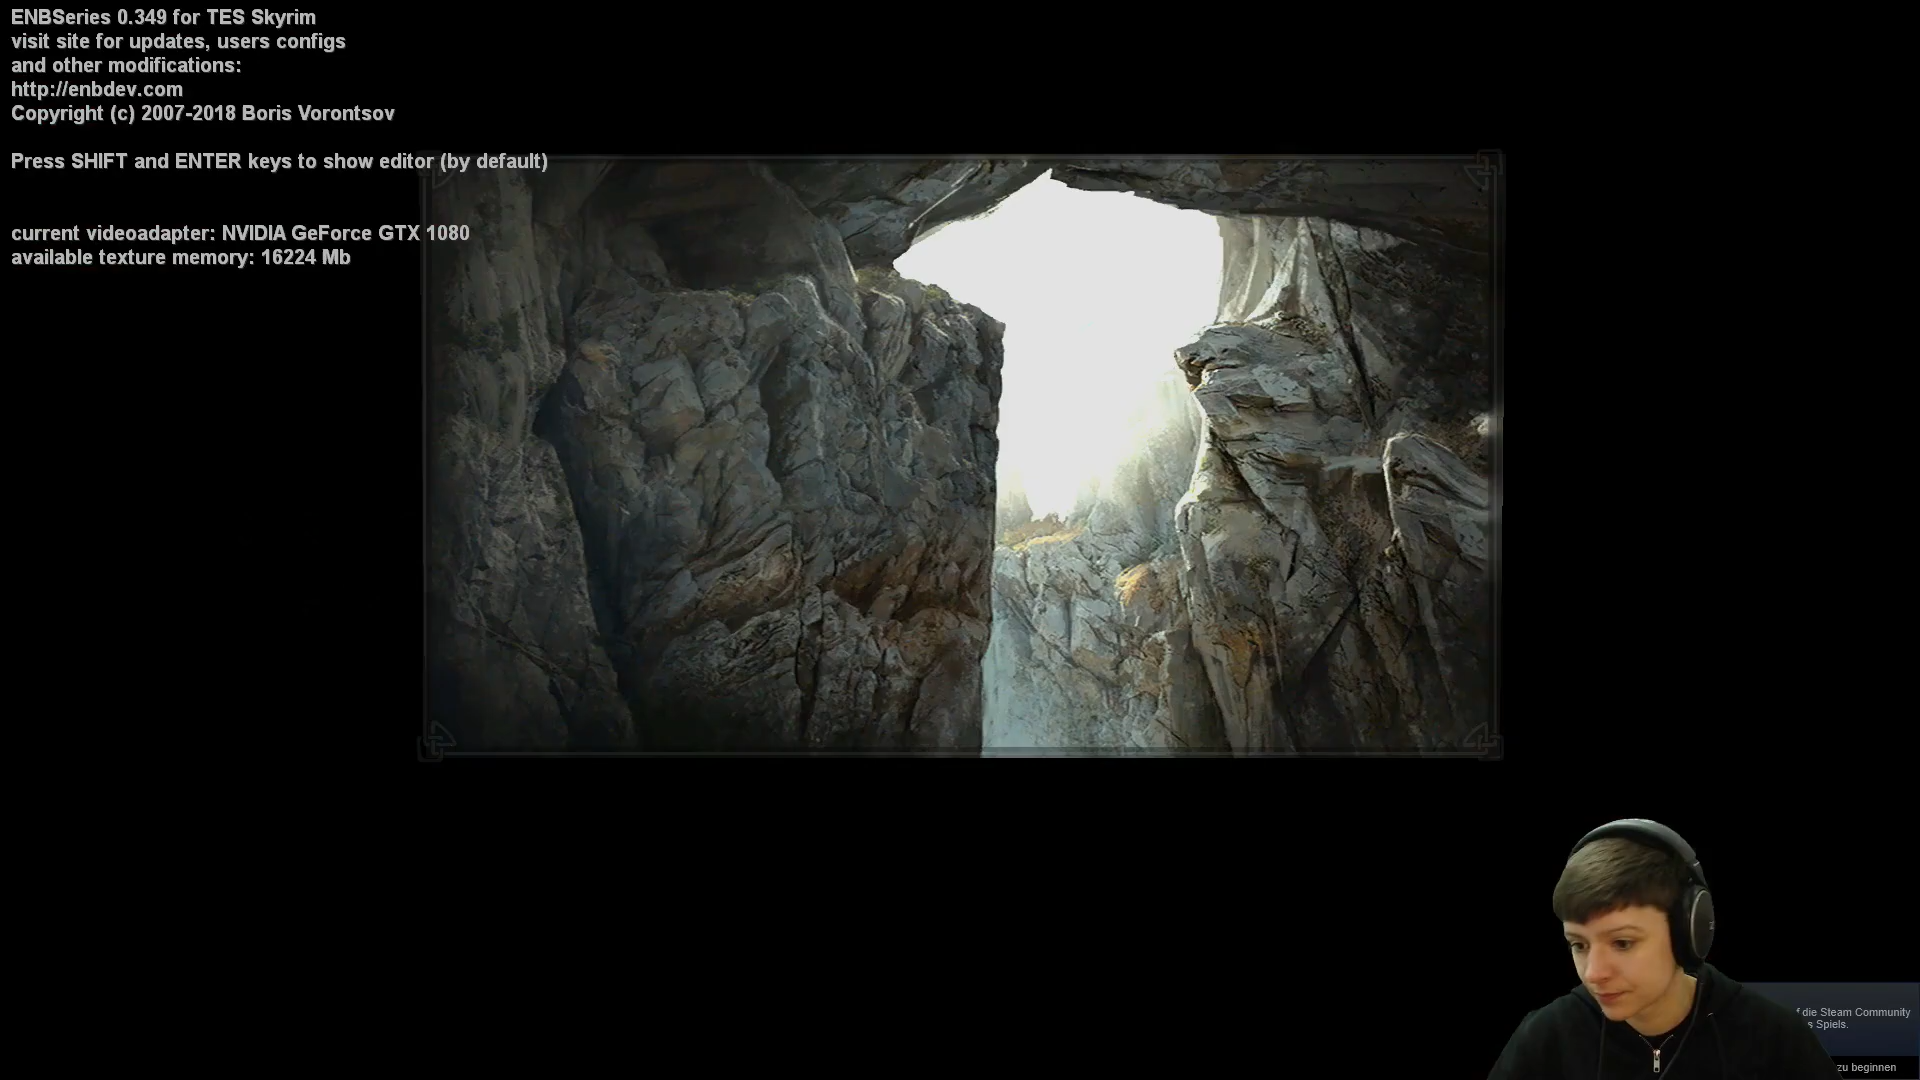 ENBSeries 0.349 for TES Skyrim
visit site for updates, users configs
and other modifications:
http://enbdev.com
Copyright (c) 2007-2018 Boris Vorontsov
Press SHIFT and ENTER keys to show editor (by default)
current videoadapter: NVIDIA GeForce GTX 1080
available texture memory: 16224 Mb
die Steam Community
Spiels.
zu beginnen